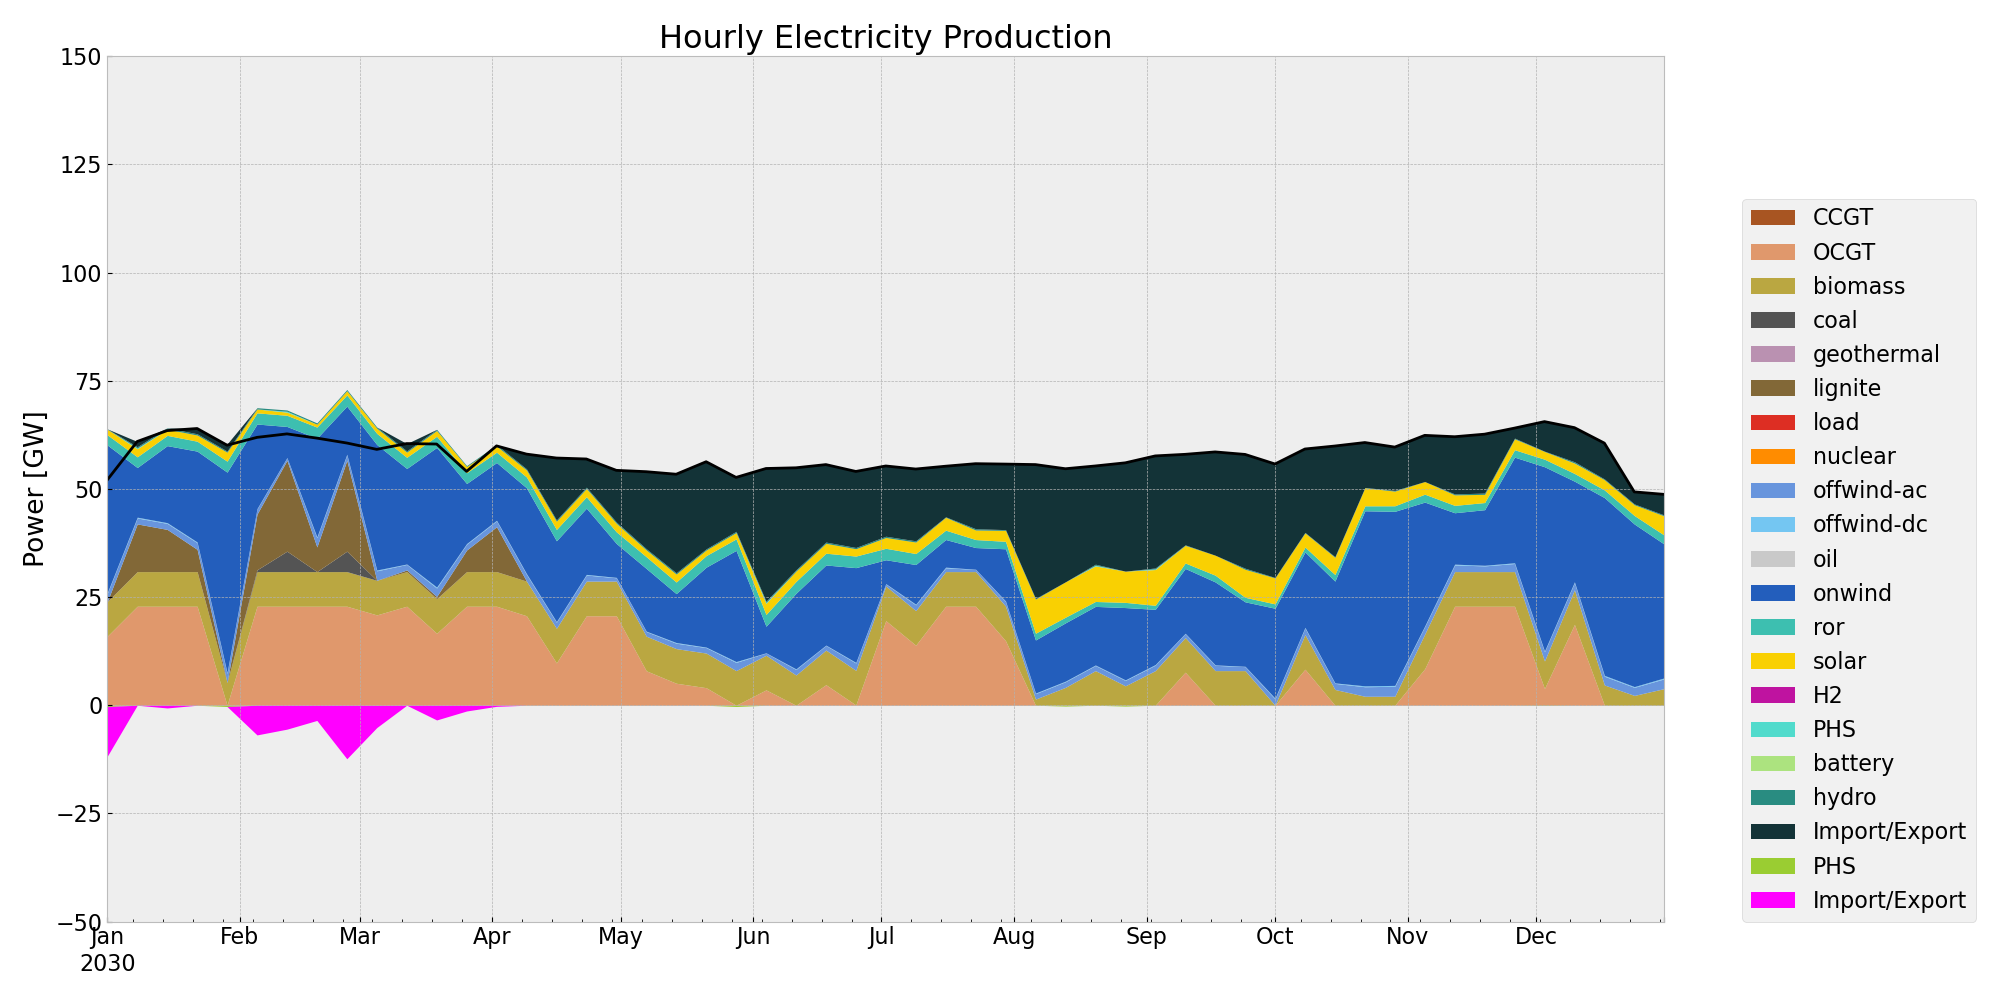 Hourly Electricity Production
Power [GW]
150
125
100
75
50
25
0
−25
−50
Jan Feb Mar Apr May Jun Jul Aug Sep Oct Nov Dec
2030
CCGT
OCGT
biomass
coal
geothermal
lignite
load
nuclear
offwind-ac
offwind-dc
oil
onwind
ror
solar
H2
PHS
battery
hydro
Import/Export
PHS
Import/Export